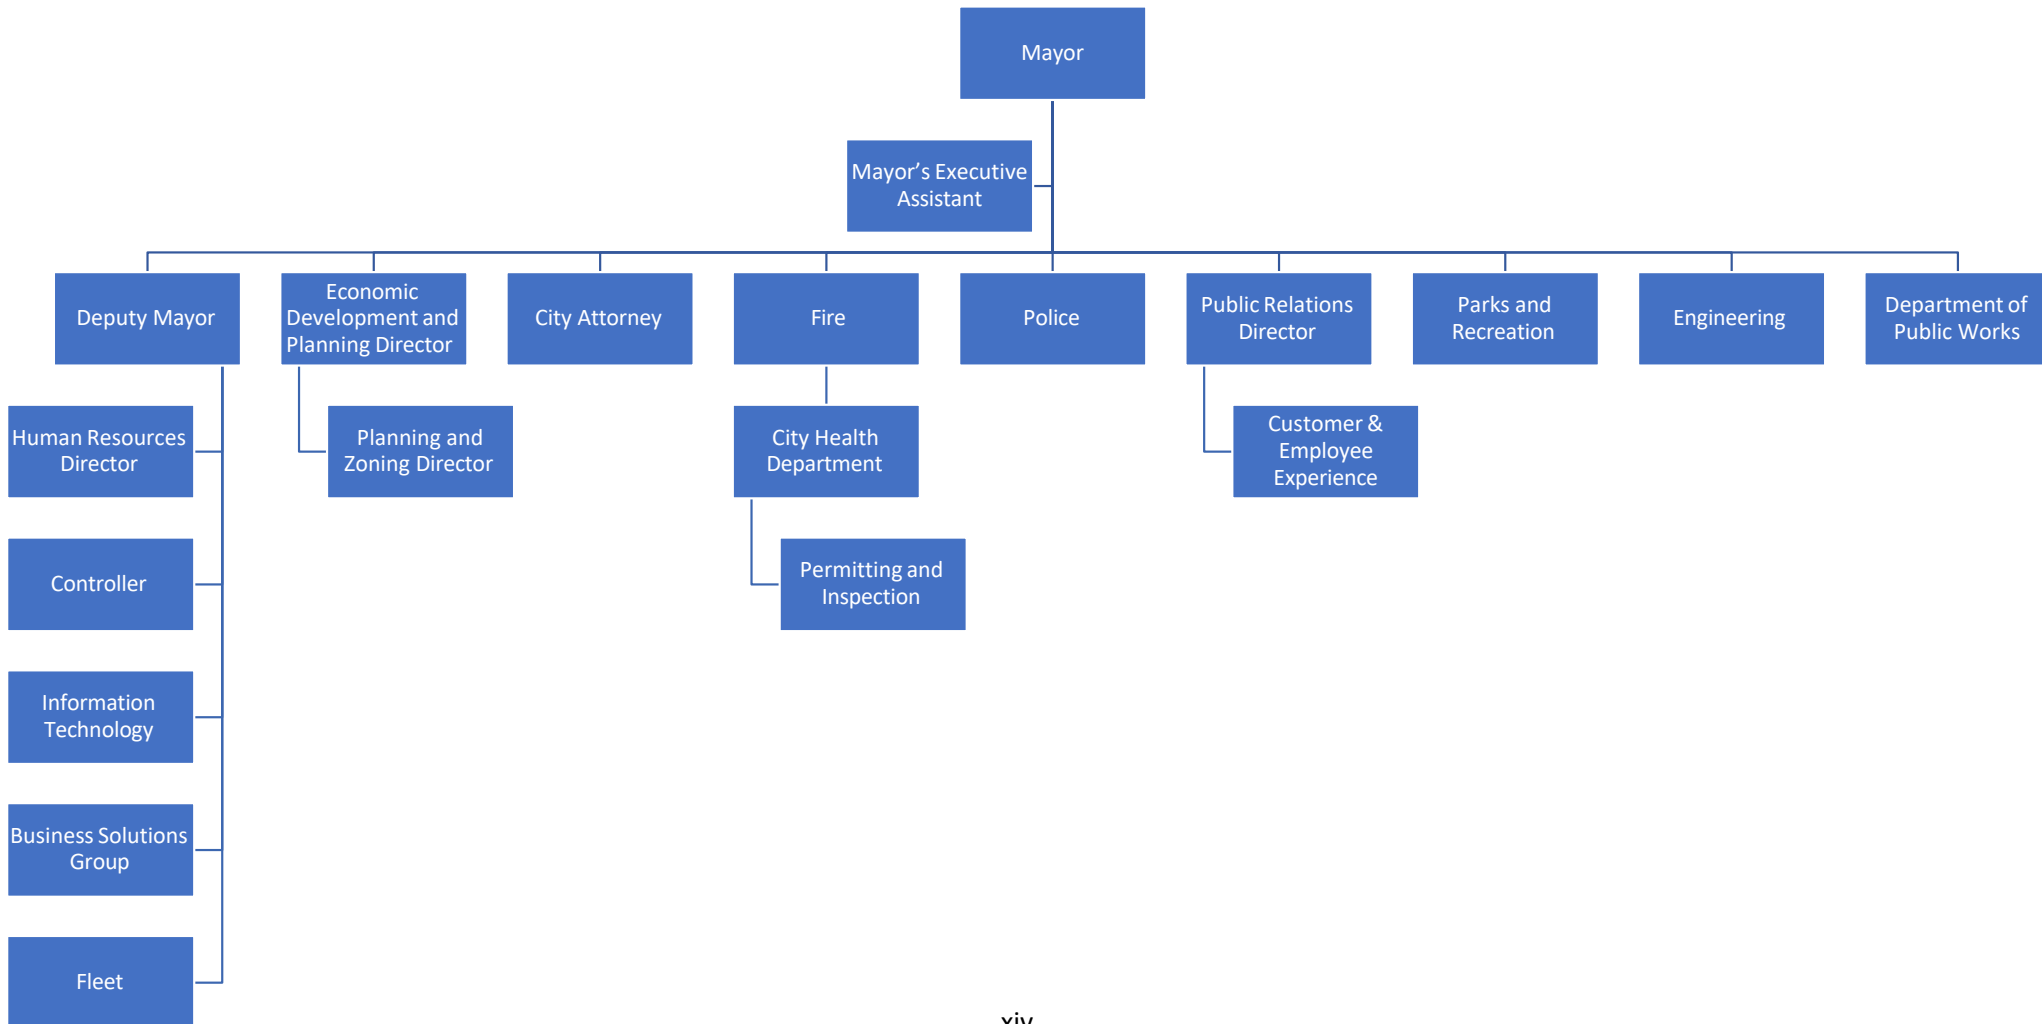 Mayor
Mayor’s Executive
Assistant
Deputy Mayor
Economic
Development and
Planning Director
City Attorney
Fire
Police
Public Relations
Director
Parks and
Recreation
Engineering
Department of
Public Works
Human Resources
Director
Planning and
Zoning Director
City Health
Department
Customer &
Employee
Experience
Controller
Permitting and
Inspection
Information
Technology
Business Solutions
Group
Fleet
xiv